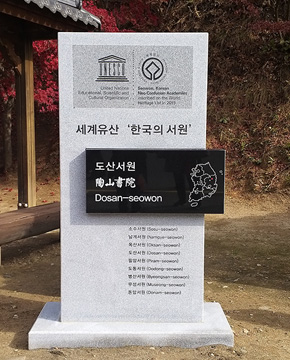 United Nations
Educational, Scientific and
Cultural Organization
Seowon, Korean
Neo-Confucian Academies
inscribed on the World
Heritage List in 2019
세계유산 ‘한국의 서원’
도산서원
陶山書院
Dosan-seowon
소수서원 (Sosu-seowon)
남계서원 (Namgye-seowon)
옥산서원 (Oksan-seowon)
도산서원 (Dosan-seowon)
필암서원 (Piram-seowon)
도동서원 (Dodong-seowon)
병산서원 (Byeongsan-seowon)
무성서원 (Museong-seowon)
돈암서원 (Donam-seowon)